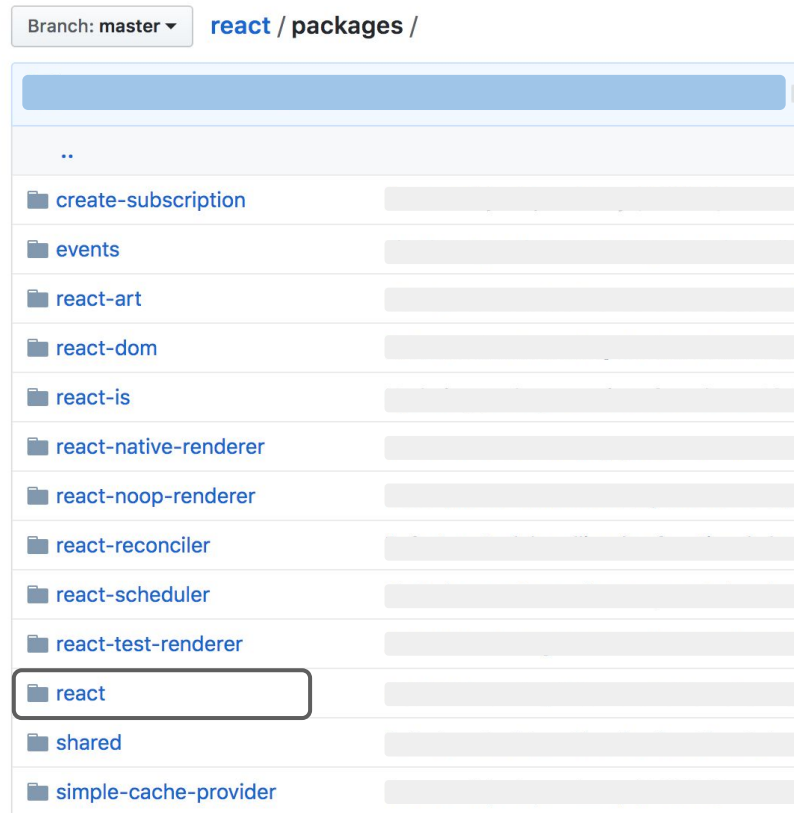 Branch: master
react / packages /
..
create-subscription
events
react-art
react-dom
react-is
react-native-renderer
react-noop-renderer
react-reconciler
react-scheduler
react-test-renderer
react
shared
simple-cache-provider